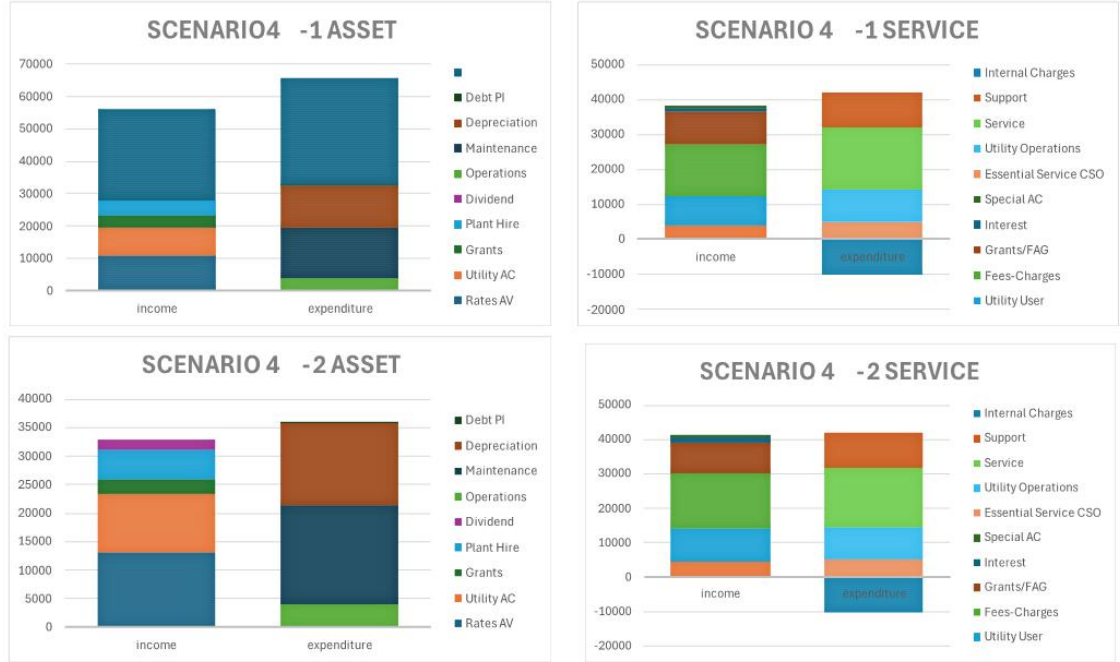 SCENARIO4 -1 ASSET
70000
60000
50000
40000
30000
20000
10000
0
income
expenditure
Debt PI
Depreciation
Maintenance
Operations
Dividend
Plant Hire
Grants
Utility AC
Rates AV
SCENARIO 4 -1 SERVICE
50000
40000
30000
20000
10000
0
-10000
-20000
income
expenditure
Internal Charges
Support
Service
Utility Operations
Essential Service CSO
Special AC
Interest
Grants/FAG
Fees-Charges
Utility User
SCENARIO 4 -2 ASSET
40000
35000
30000
25000
20000
15000
10000
5000
0
income
expenditure
Debt PI
Depreciation
Maintenance
Operations
Dividend
Plant Hire
Grants
Utility AC
Rates AV
SCENARIO 4 -2 SERVICE
50000
40000
30000
20000
10000
0
-10000
-20000
income
expenditure
Internal Charges
Support
Service
Utility Operations
Essential Service CSO
Special AC
Interest
Grants/FAG
Fees-Charges
Utility User